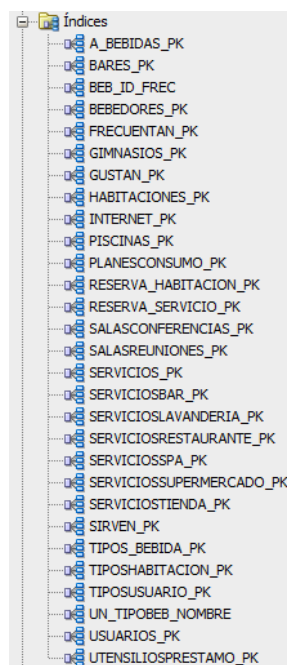 Índices
A_BEBIDAS_PK
BARES_PK
BEB_ID_FREC
BEBEDORES_PK
FRECUENTAN_PK
GIMNASIOS_PK
GUSTAN_PK
HABITACIONES_PK
INTERNET_PK
PISCINAS_PK
PLANESCONSUMO_PK
RESERVA_HABITACION_PK
RESERVA_SERVICIO_PK
SALASCONFERENCIAS_PK
SALASREUNIONES_PK
SERVICIOS_PK
SERVICIOSBAR_PK
SERVICIOSLAVANDERIA_PK
SERVICIOSRESTAURANTE_PK
SERVICIOSSPA_PK
SERVICIOSSUPERMERCADO_PK
SERVICIOSTIENDA_PK
SIRVEN_PK
TIPOS_BEBIDA_PK
TIPOSHABITACION_PK
TIPOSUSUARIO_PK
UN_TIPOBEB_NOMBRE
USUARIOS_PK
UTENSILIOSPRESTAMO_PK